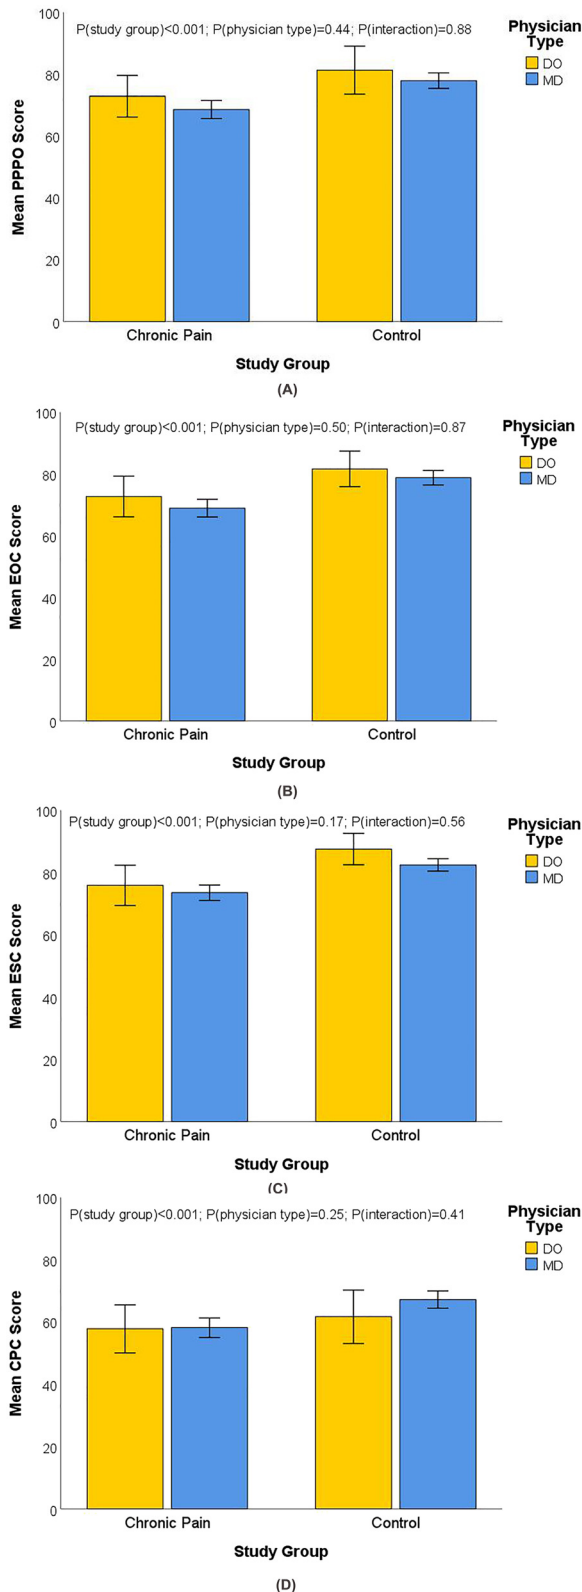 P(study group)<0.001; P(physician type)=0.44; P(interaction)=0.88
Physician
Type
DO
MD
100
80
60
40
20
0
Mean PPPO Score
Chronic Pain
Control
Study Group
(A)
P(study group)<0.001; P(physician type)=0.50; P(interaction)=0.87
Physician
Type
DO
MD
100
80
60
40
20
0
Mean EOC Score
Chronic Pain
Control
Study Group
(B)
P(study group)<0.001; P(physician type)=0.17; P(interaction)=0.56
Physician
Type
DO
MD
100
80
60
40
20
0
Mean ESC Score
Chronic Pain
Control
Study Group
(C)
P(study group)<0.001; P(physician type)=0.25; P(interaction)=0.41
Physician
Type
DO
MD
100
80
60
40
20
0
Mean CPC Score
Chronic Pain
Control
Study Group
(D)